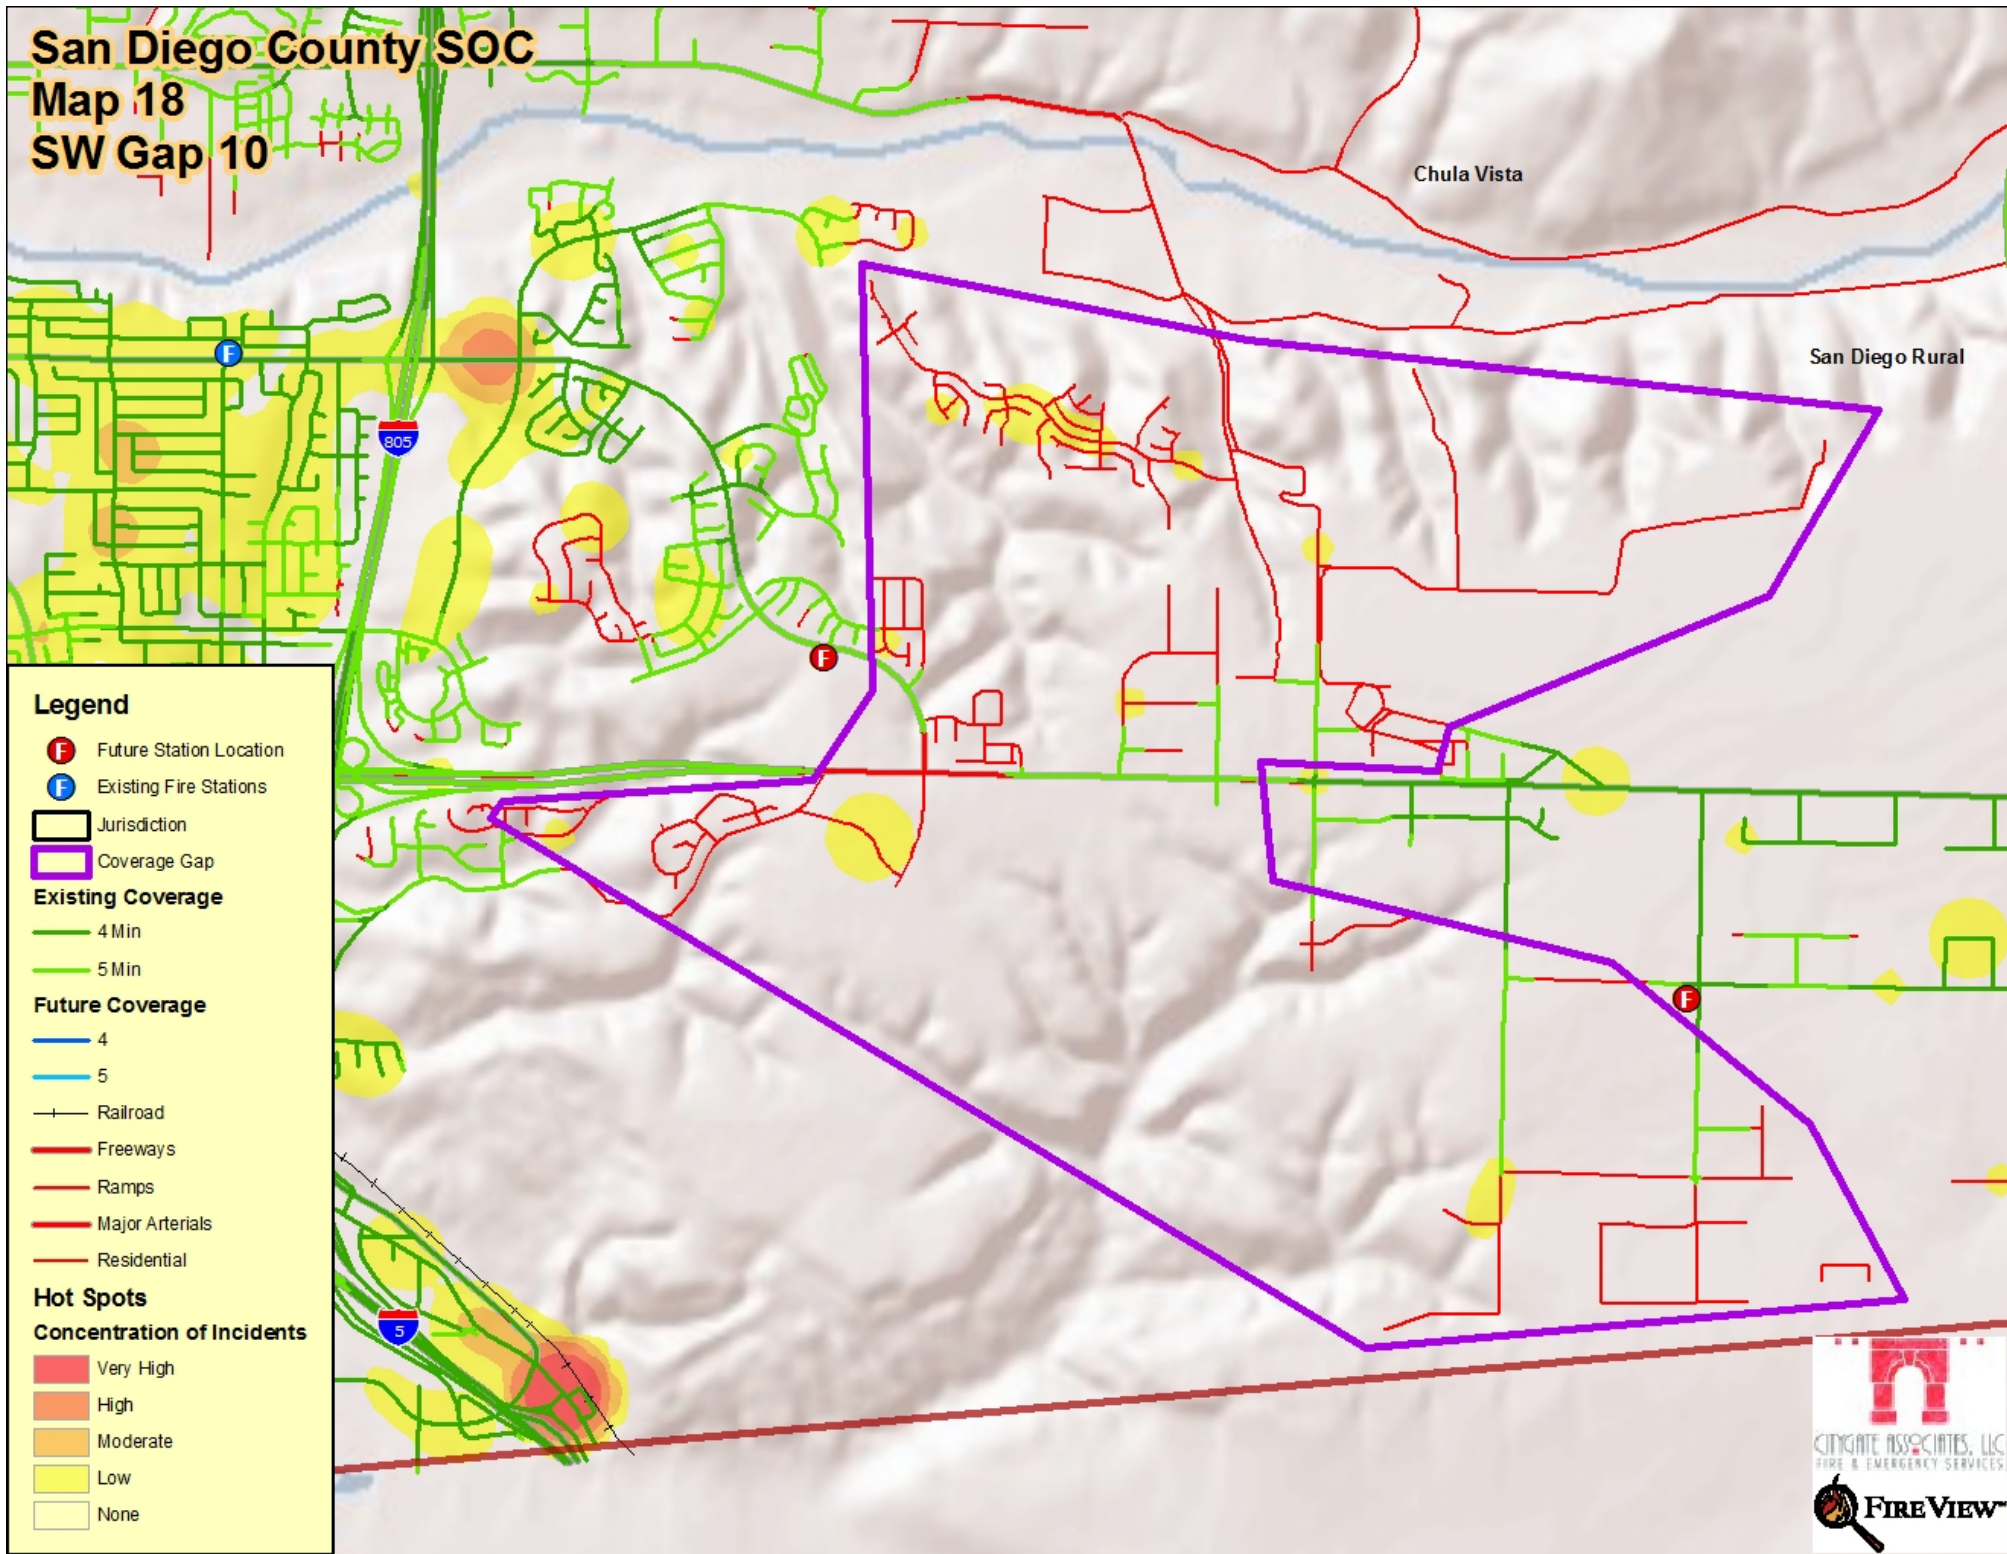 San Diego County SOC
Map 18
SW Gap 10
Chula Vista
San Diego Rural
F
805
F
F
Legend
F Future Station Location
F Existing Fire Stations
Jurisdiction
Coverage Gap
Existing Coverage
4 Min
5 Min
Future Coverage
4
5
Railroad
Freeways
Ramps
Major Arterials
Residential
Hot Spots
Concentration of Incidents
Very High
High
Moderate
Low
None
5
CITYGATE ASSOCIATES, LLC
FIRE & EMERGENCY SERVICES
FIREVIEW™